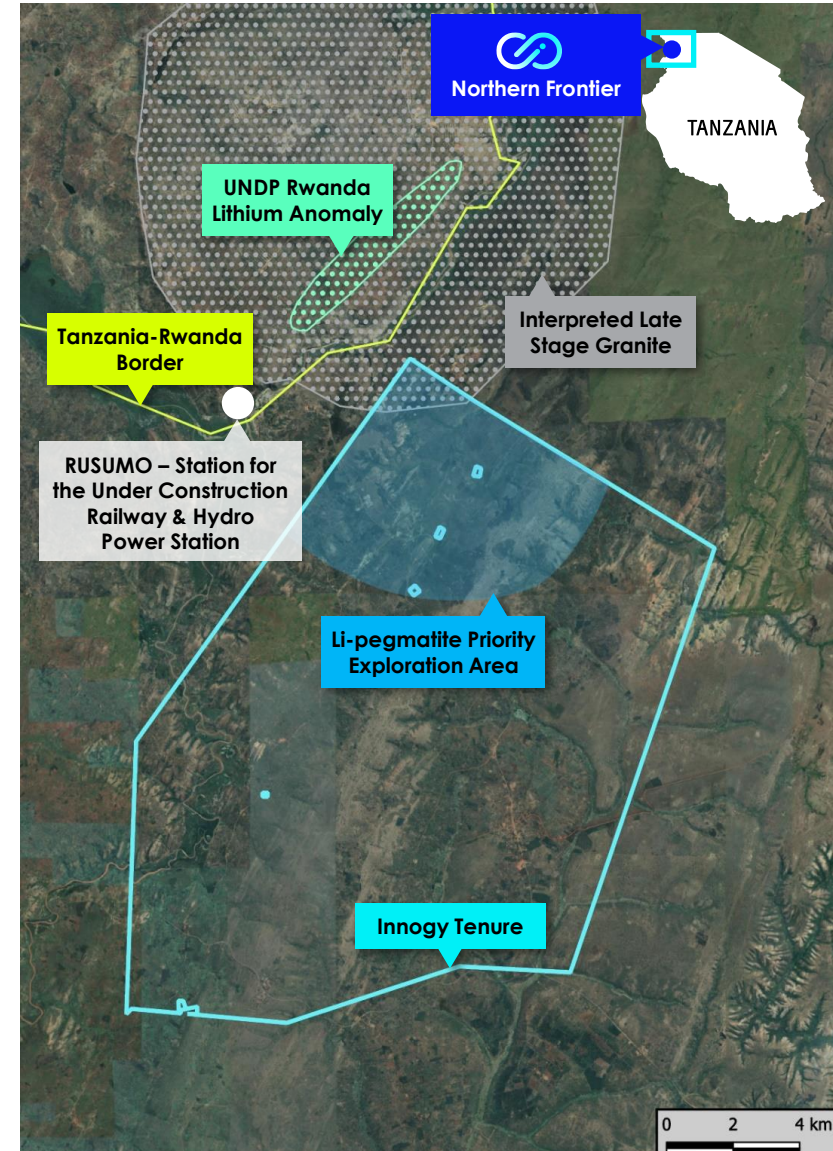 Northern Frontier
TANZANIA
UNDP Rwanda
Lithium Anomaly
Interpreted Late
Stage Granite
Tanzania-Rwanda
Border
RUSUMO – Station for
the Under Construction
Railway & Hydro
Power Station
Li-pegmatite Priority
Exploration Area
Innogy Tenure
0 2 4 km